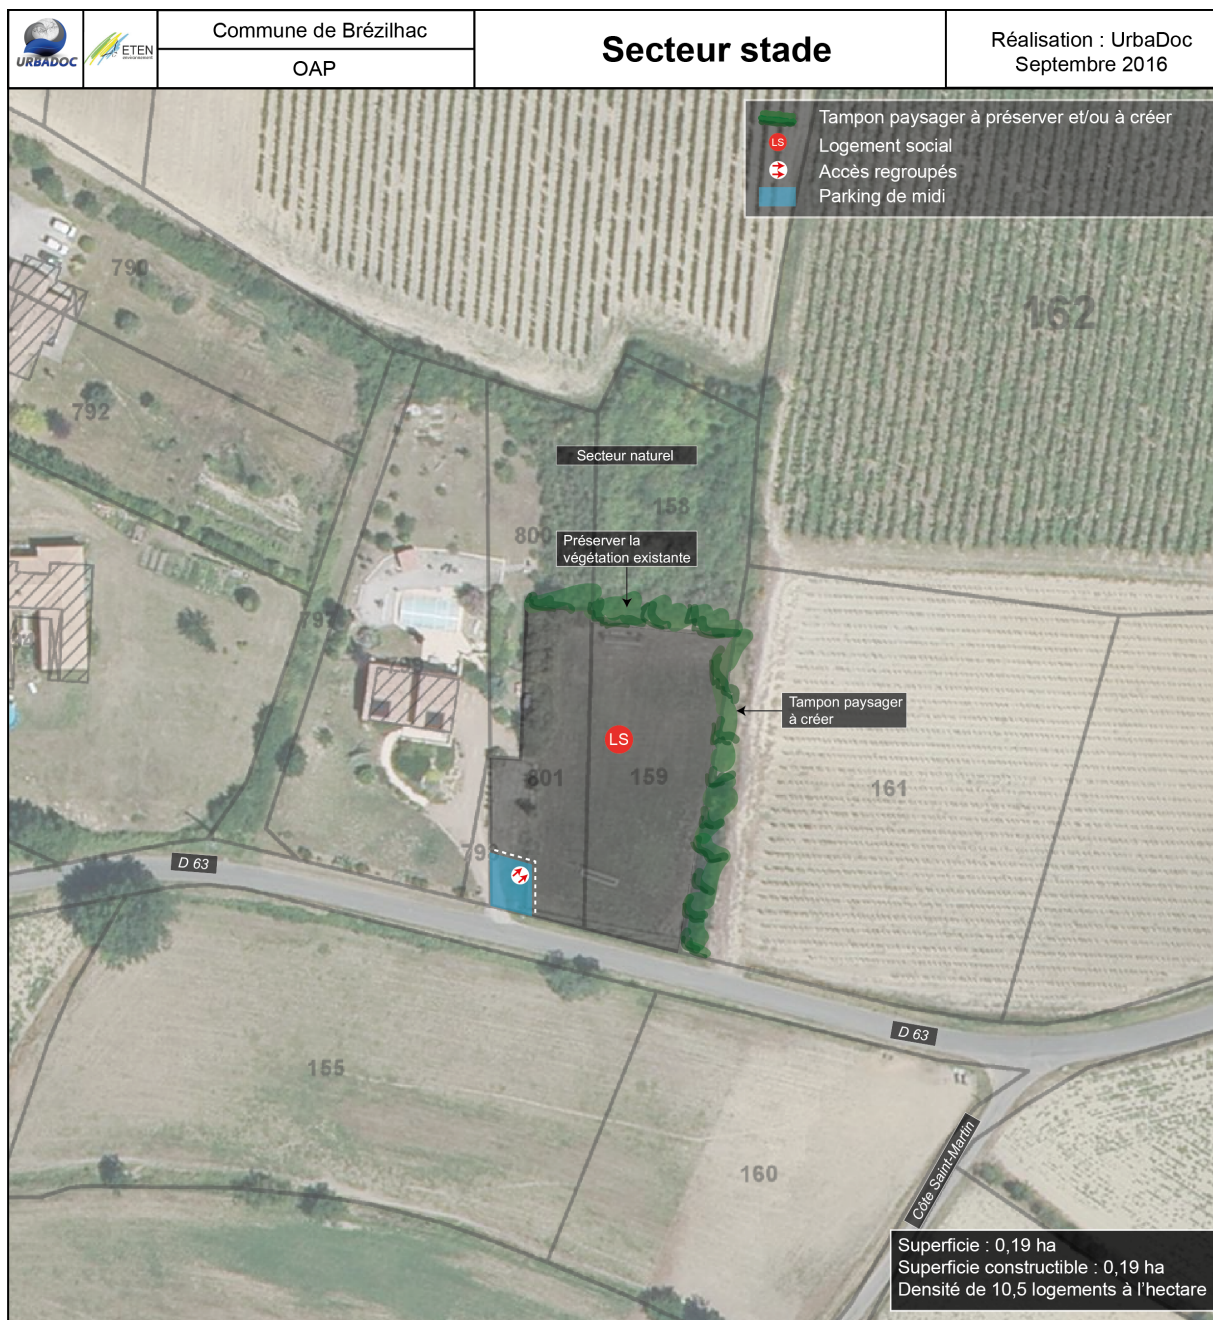 URBADOC
ETEN
environnement
Commune de Brézilhac
OAP
Secteur stade
Réalisation : UrbaDoc
Septembre 2016
Tampon paysager à préserver et/ou à créer
LS
Logement social
Accès regroupés
Parking de midi
790
162
792
Secteur naturel
158
800
Préserver la
végétation existante
Tampon paysager
à créer
LS
801
159
161
D 63
D 63
155
160
Côte Saint-Martin
Superficie : 0,19 ha
Superficie constructible : 0,19 ha
Densité de 10,5 logements à l'hectare